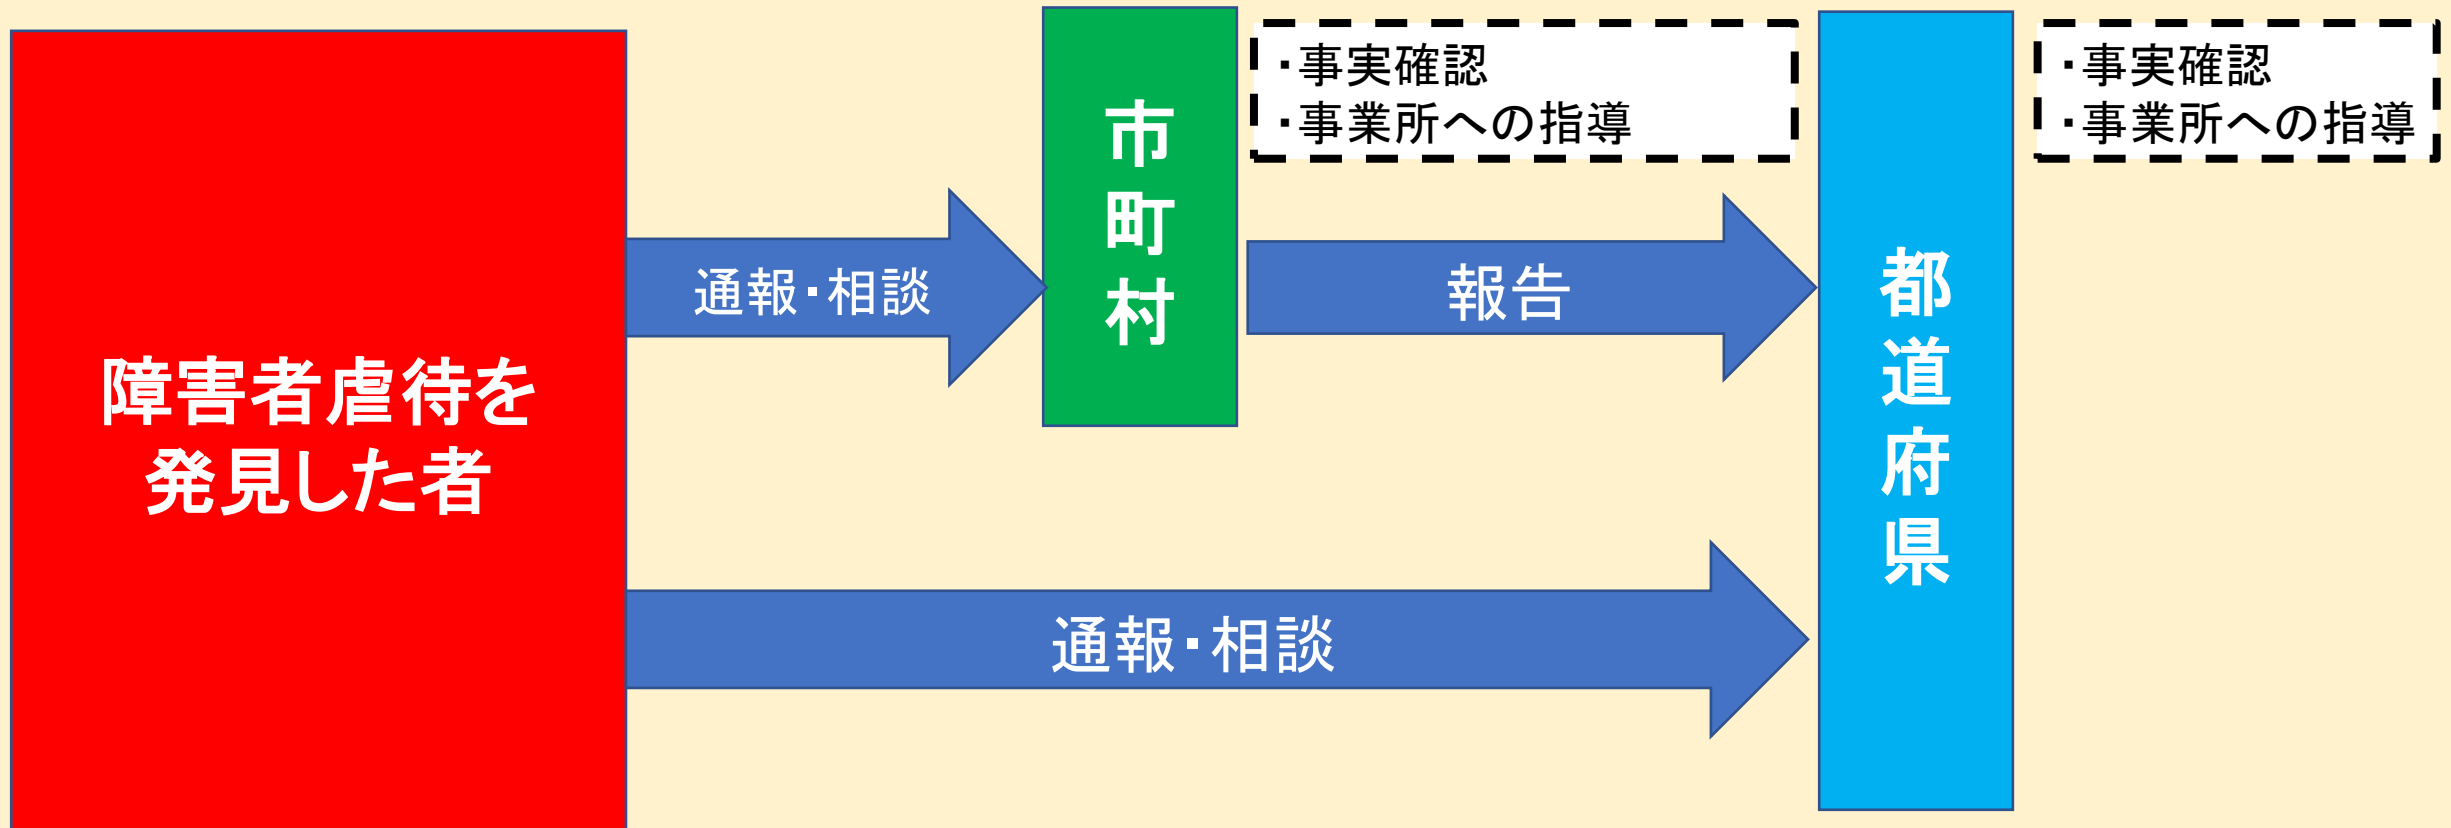 障害者虐待を
発見した者
通報・相談
市町村
・事実確認
・事業所への指導
報告
通報・相談
都道府県
・事実確認
・事業所への指導